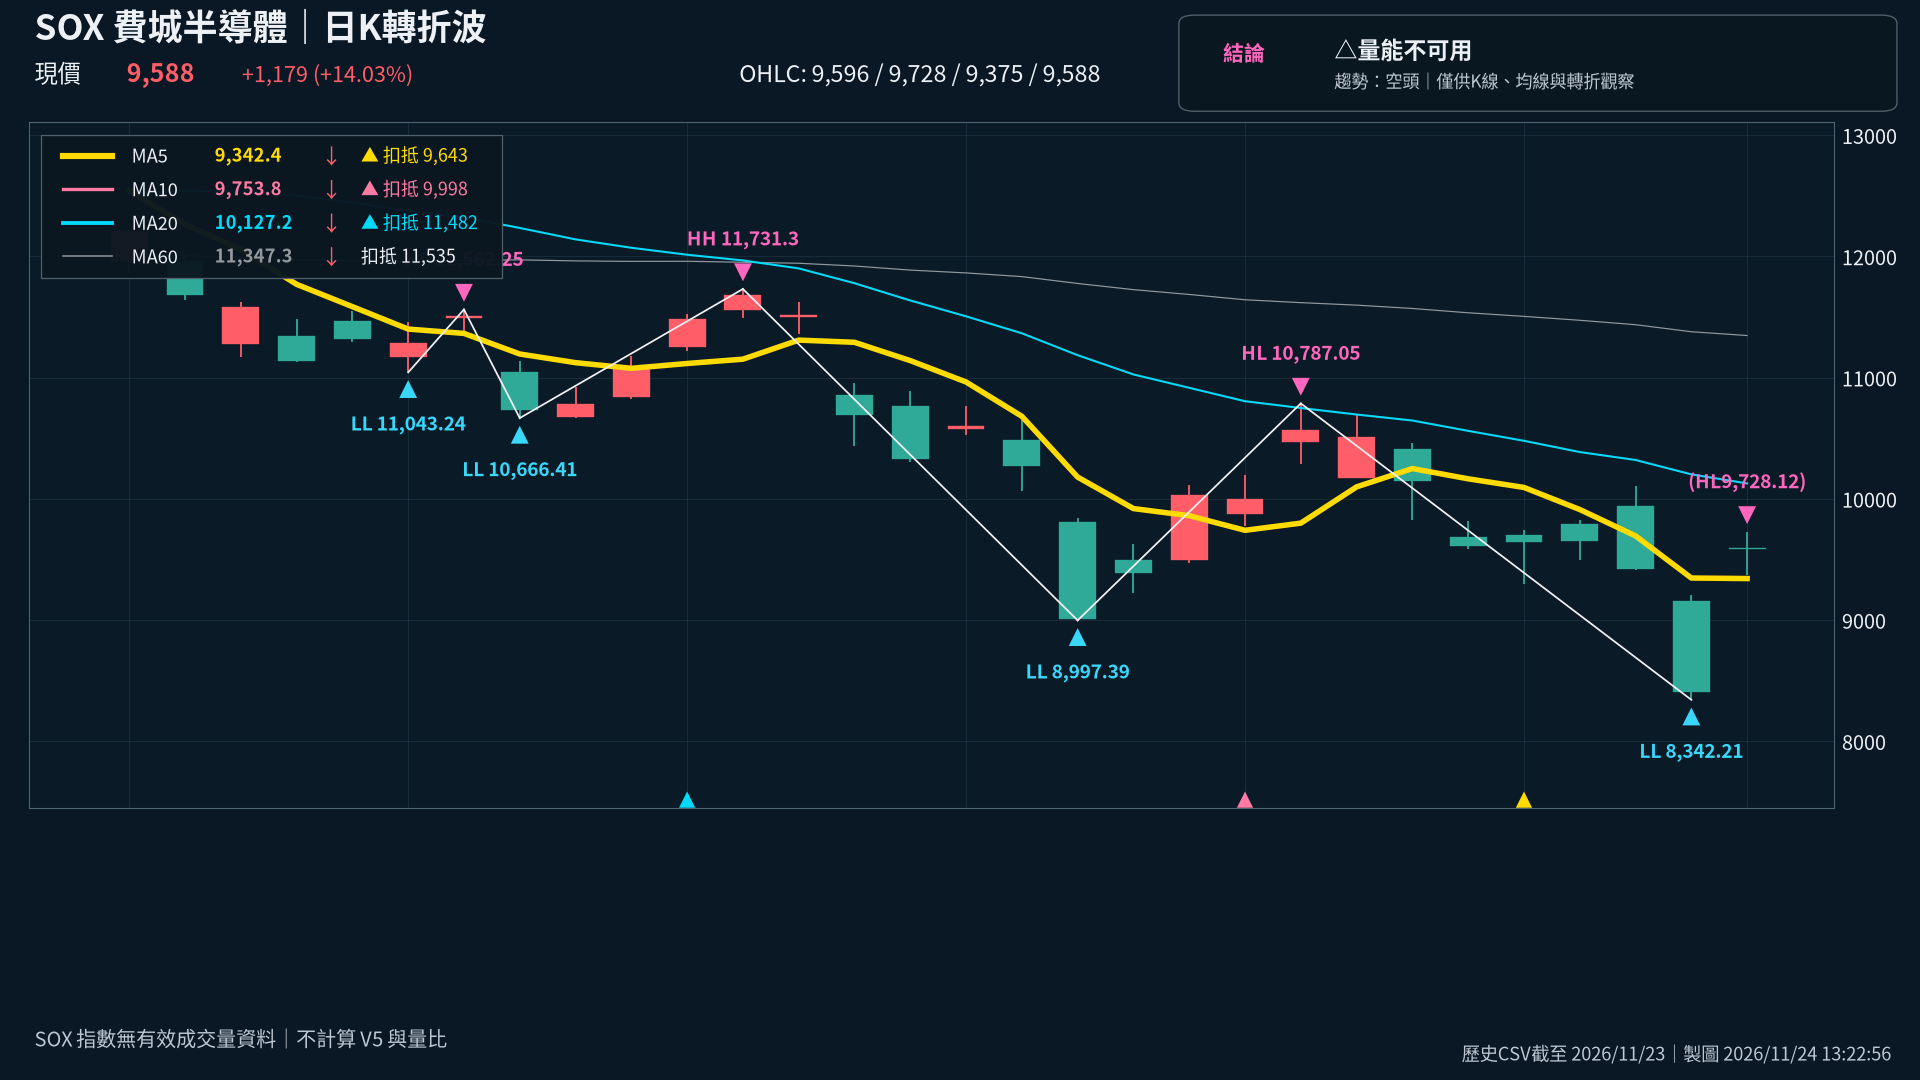 SOX 費城半導體｜日K轉折波
現價 9,588 +1,179 (+14.03%)
OHLC: 9,596 / 9,728 / 9,375 / 9,588
結論 △量能不可用
趨勢：空頭｜僅供K線、均線與轉折觀察
MA5 9,342.4 ↓ ▲扣抵 9,643
MA10 9,753.8 ↓ ▲扣抵 9,998
MA20 10,127.2 ↓ ▲扣抵 11,482
MA60 11,347.3 ↓ 扣抵 11,535
13000
12000
11000
10000
9000
8000
HH 11,731.3
HL 10,787.05
LL 11,043.24
LL 10,666.41
(HL9,728.12)
LL 8,997.39
LL 8,342.21
SOX 指數無有效成交量資料｜不計算 V5 與量比
歷史CSV截至 2026/11/23｜製圖 2026/11/24 13:22:56